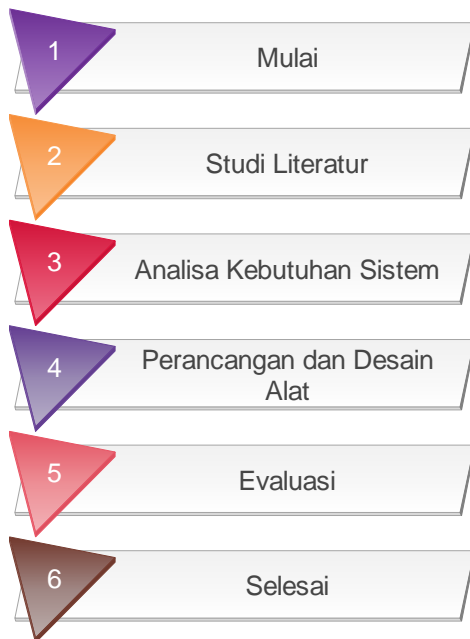 1
Mulai
2
Studi Literatur
3
Analisa Kebutuhan Sistem
4
Perancangan dan Desain
Alat
5
Evaluasi
6
Selesai